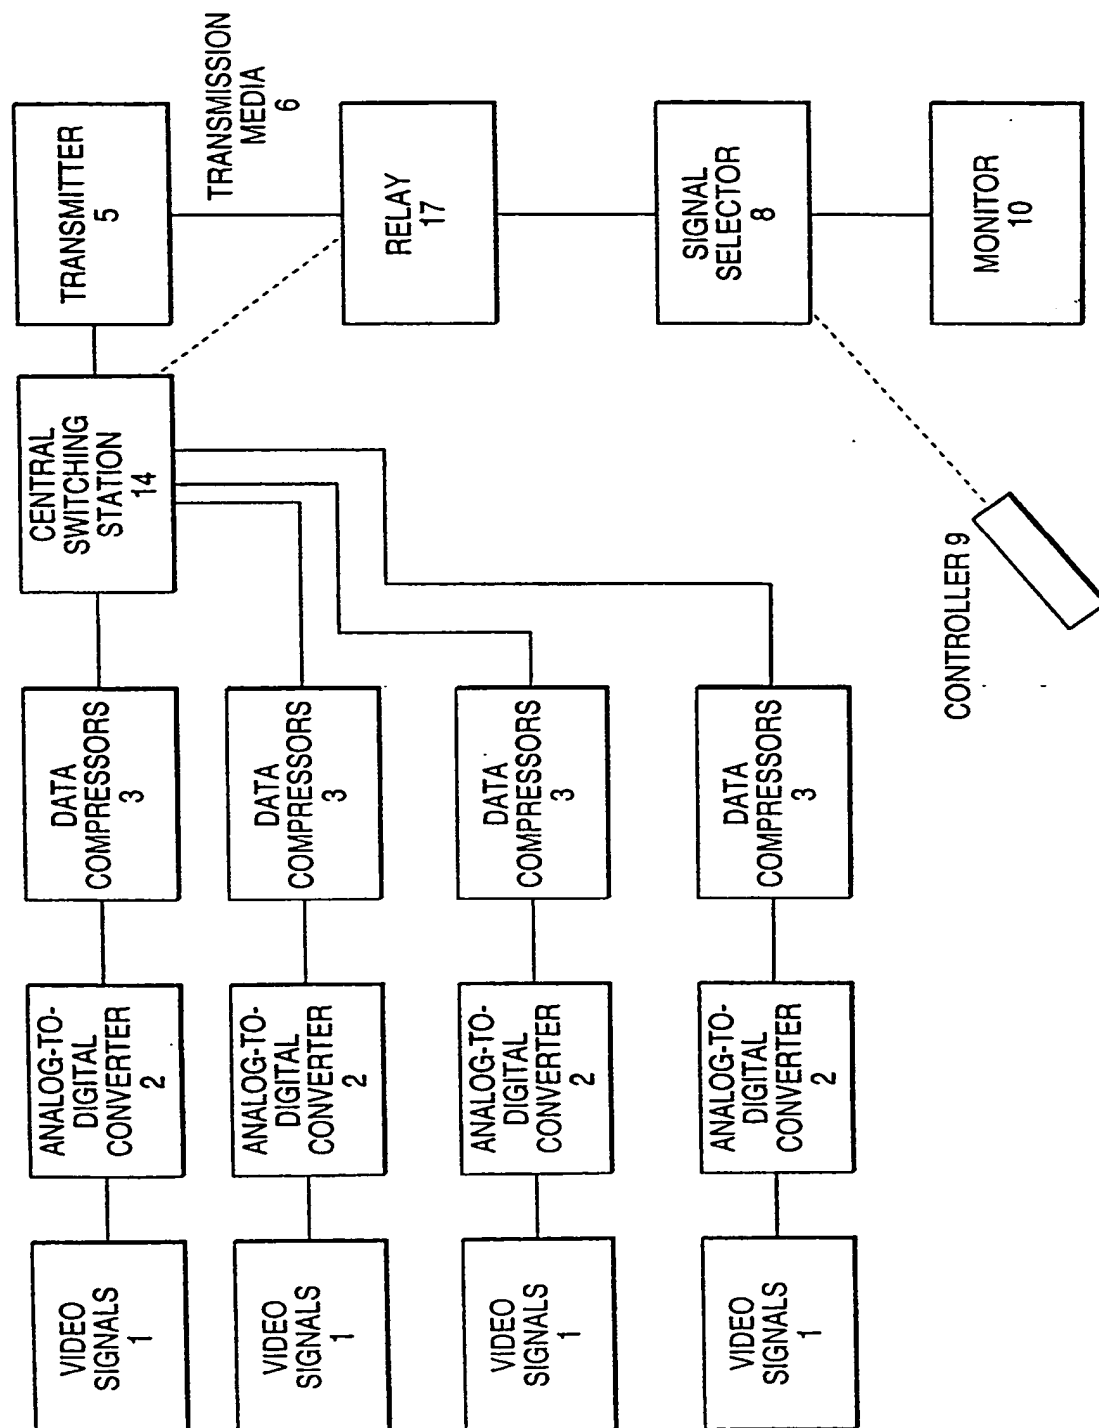 VIDEO
SIGNALS
1
ANALOG-TO-
DIGITAL
CONVERTER
2
DATA
COMPRESSORS
3
CENTRAL
SWITCHING
STATION
14
TRANSMITTER
5
TRANSMISSION
MEDIA
6
VIDEO
SIGNALS
1
ANALOG-TO-
DIGITAL
CONVERTER
2
DATA
COMPRESSORS
3
RELAY
17
VIDEO
SIGNALS
1
ANALOG-TO-
DIGITAL
CONVERTER
2
DATA
COMPRESSORS
3
SIGNAL
SELECTOR
8
VIDEO
SIGNALS
1
ANALOG-TO-
DIGITAL
CONVERTER
2
DATA
COMPRESSORS
3
CONTROLLER 9
MONITOR
10